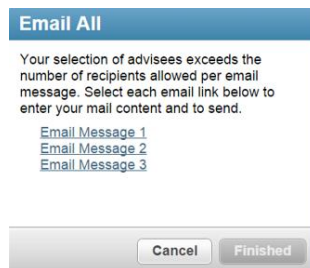 Email All
Your selection of advisees exceeds the
number of recipients allowed per email
message. Select each email link below to
enter your mail content and to send.
Email Message 1
Email Message 2
Email Message 3
Cancel Finished